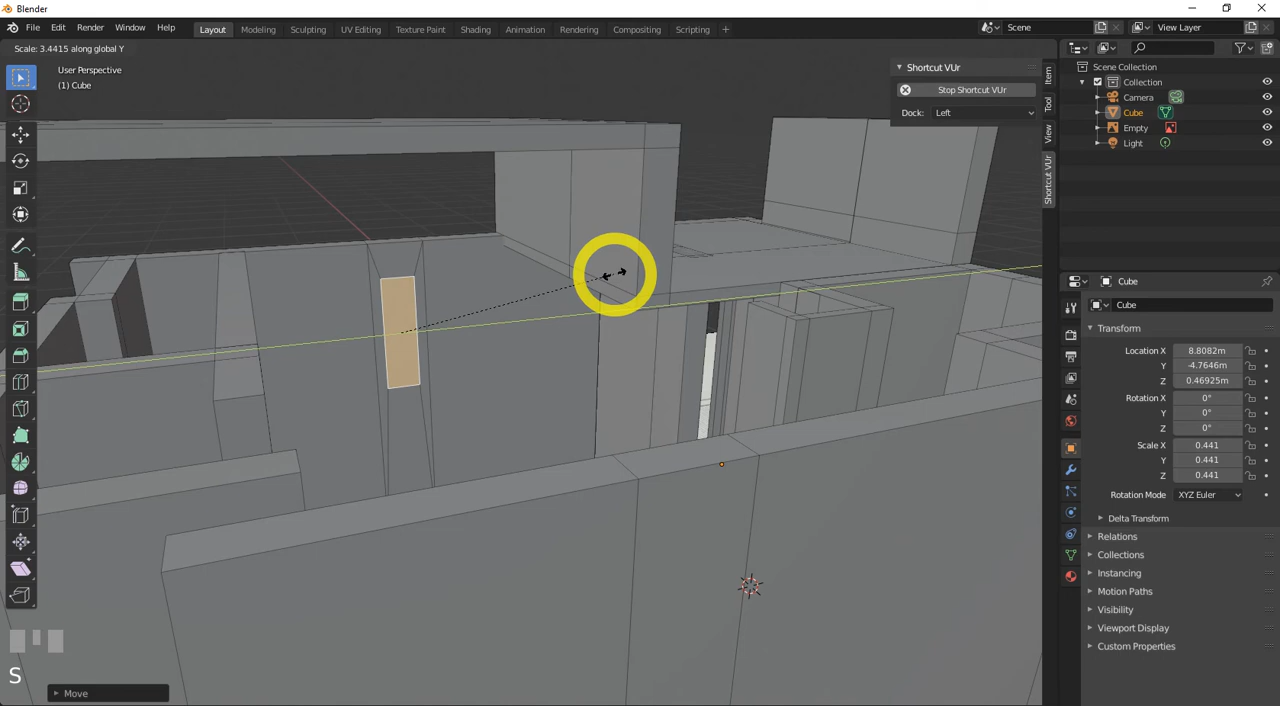 Blender
File Edit Render Window Help
Layout Modeling Sculpting UV Editing Texture Paint Shading Animation Rendering Compositing Scripting +
Scene
View Layer
Scale: 3.4415 along global Y
User Perspective
(1) Cube
Shortcut VUr
Stop Shortcut VUr
Dock: Left
Item
Tool
View
Shortcut VUr
Scene Collection
Collection
Camera
Cube
Empty
Light
Cube
Cube
Transform
Location X 8.8082m
Y -4.7646m
Z 0.46925m
Rotation X 0°
Y 0°
Z 0°
Scale X 0.441
Y 0.441
Z 0.441
Rotation Mode XYZ Euler
Delta Transform
Relations
Collections
Instancing
Motion Paths
Visibility
Viewport Display
Custom Properties
S
Move